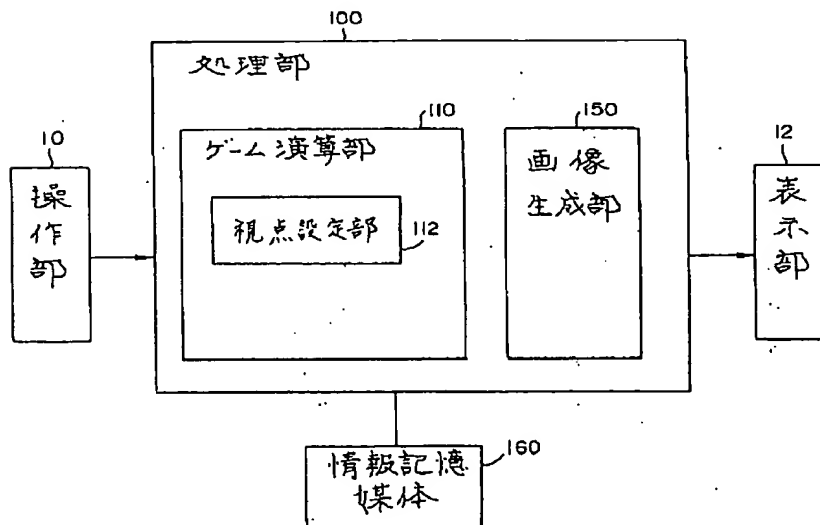 100
処理部
110
ゲーム演算部
視点設定部
112
150
画像
生成部
10
操作部
12
表示部
情報記憶
媒体
160